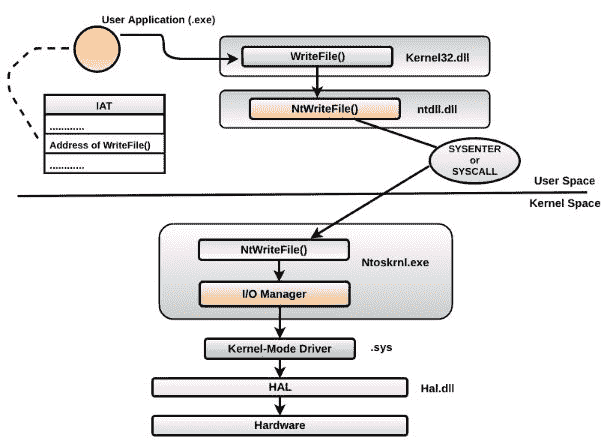 User Application (.exe)
WriteFile()
Kernel32.dll
NtWriteFile()
ntdll.dll
IAT
............
Address of WriteFile()
............
SYSENTER
or
SYSCALL
User Space
Kernel Space
NtWriteFile()
Ntoskrnl.exe
I/O Manager
Kernel-Mode Driver
.sys
HAL
Hal.dll
Hardware